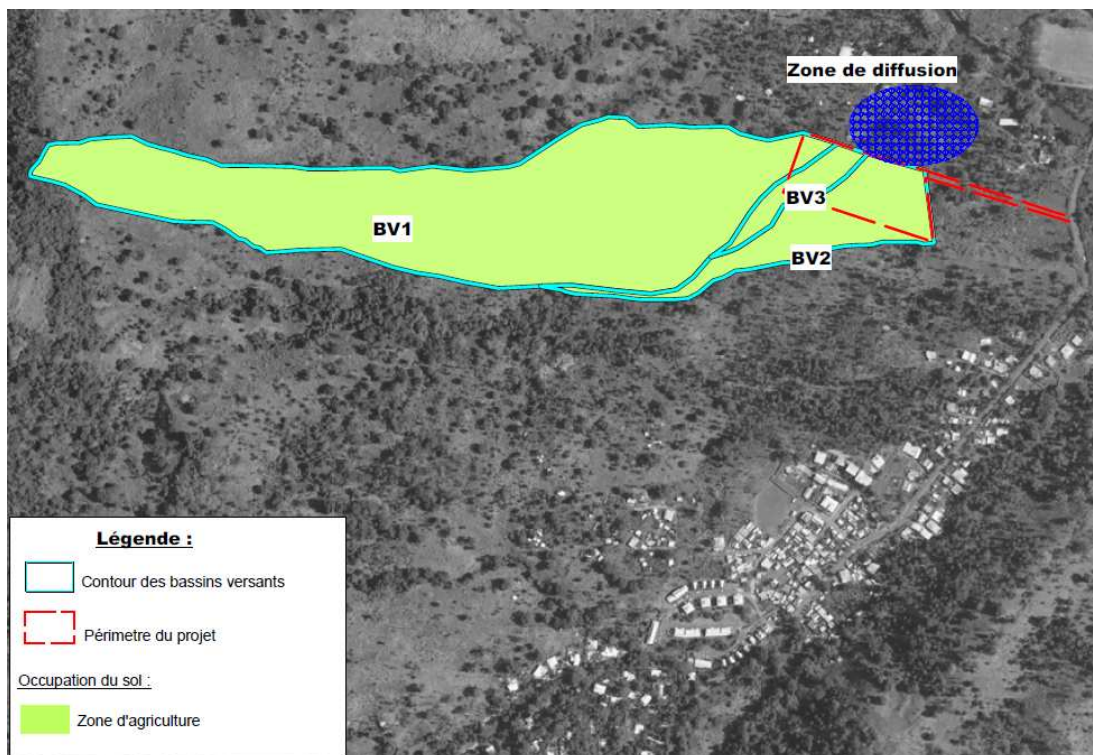 Zone de diffusion
BV1
BV3
BV2
Légende :
Contour des bassins versants
Périmetre du projet
Occupation du sol :
Zone d'agriculture